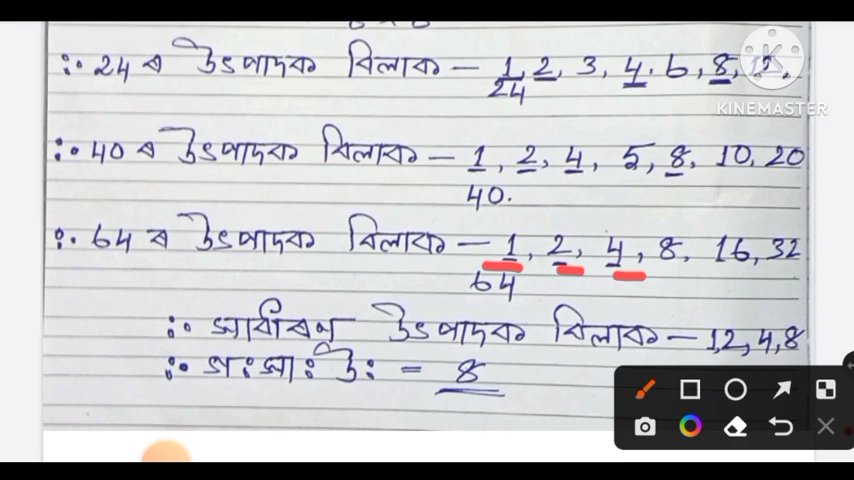 ∴ 24 ৰ উৎপাদক বিলাক – 1, 2, 3, 4, 6, 8, 12,
24
KINEMASTER
∴ 40 ৰ উৎপাদক বিলাক – 1, 2, 4, 5, 8, 10, 20
40.
∴ 64 ৰ উৎপাদক বিলাক – 1, 2, 4, 8, 16, 32
64
∴ সাধাৰণ উৎপাদক বিলাক – 1,2,4,8
∴ গঃসাঃউঃ = 8